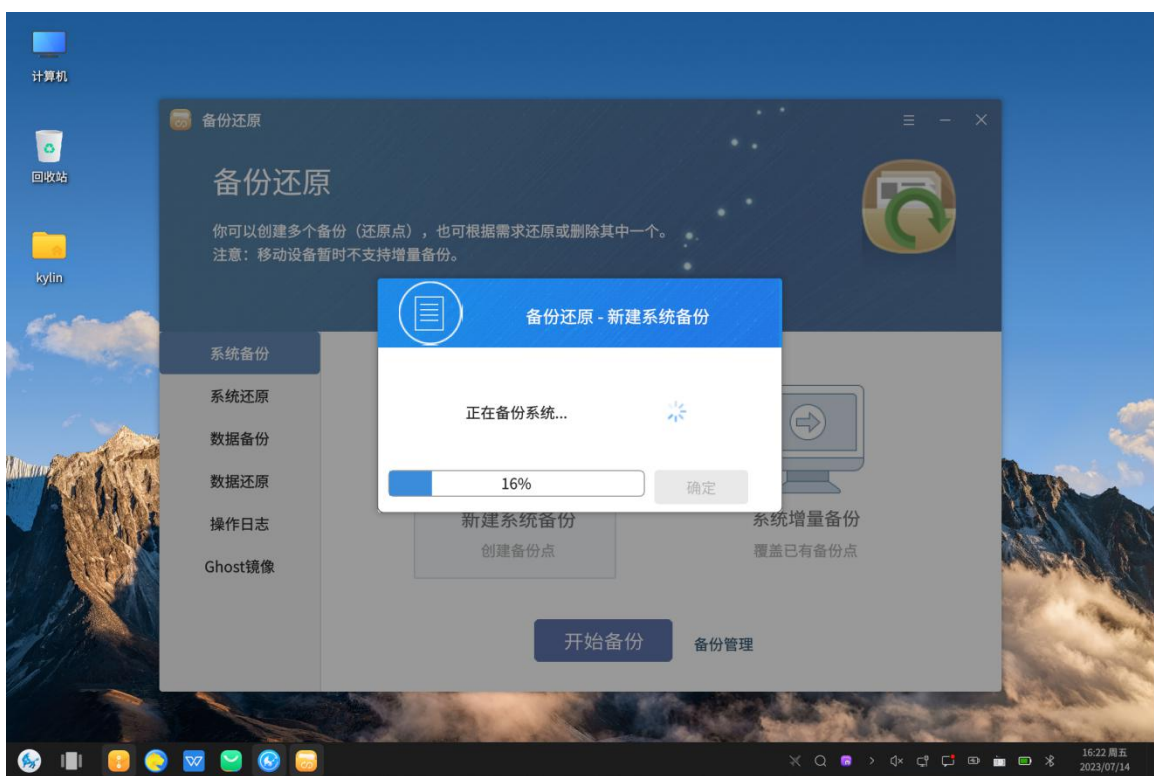 计算机
回收站
kylin
备份还原
备份还原
你可以创建多个备份（还原点），也可根据需求还原或删除其中一个。
注意：移动设备暂时不支持增量备份。
备份还原 - 新建系统备份
正在备份系统...
16%
确定
系统备份
系统还原
数据备份
数据还原
操作日志
Ghost镜像
新建系统备份
创建备份点
系统增量备份
覆盖已有备份点
开始备份
备份管理
16:22 周五
2023/07/14